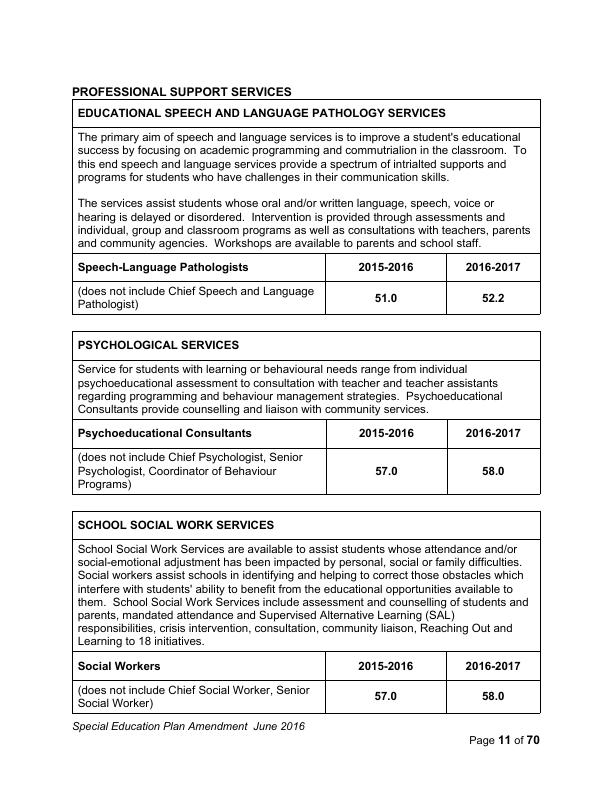 PROFESSIONAL SUPPORT SERVICES
EDUCATIONAL SPEECH AND LANGUAGE PATHOLOGY SERVICES
The primary aim of speech and language services is to improve a student's educational
success by focusing on academic programming and commutrialion in the classroom.  To
this end speech and language services provide a spectrum of intrialted supports and
programs for students who have challenges in their communication skills.
The services assist students whose oral and/or written language, speech, voice or
hearing is delayed or disordered.  Intervention is provided through assessments and
individual, group and classroom programs as well as consultations with teachers, parents
and community agencies.  Workshops are available to parents and school staff.
Speech-Language Pathologists 2015-2016 2016-2017
(does not include Chief Speech and Language
Pathologist) 51.0 52.2
PSYCHOLOGICAL SERVICES
Service for students with learning or behavioural needs range from individual
psychoeducational assessment to consultation with teacher and teacher assistants
regarding programming and behaviour management strategies.  Psychoeducational
Consultants provide counselling and liaison with community services.
Psychoeducational Consultants 2015-2016 2016-2017
(does not include Chief Psychologist, Senior
Psychologist, Coordinator of Behaviour 57.0 58.0
Programs)
SCHOOL SOCIAL WORK SERVICES
School Social Work Services are available to assist students whose attendance and/or
social-emotional adjustment has been impacted by personal, social or family difficulties.
Social workers assist schools in identifying and helping to correct those obstacles which
interfere with students' ability to benefit from the educational opportunities available to
them.  School Social Work Services include assessment and counselling of students and
parents, mandated attendance and Supervised Alternative Learning (SAL)
responsibilities, crisis intervention, consultation, community liaison, Reaching Out and
Learning to 18 initiatives.
Social Workers 2015-2016 2016-2017
(does not include Chief Social Worker, Senior
Social Worker) 57.0 58.0
Special Education Plan Amendment  June 2016
Page 11 of 70